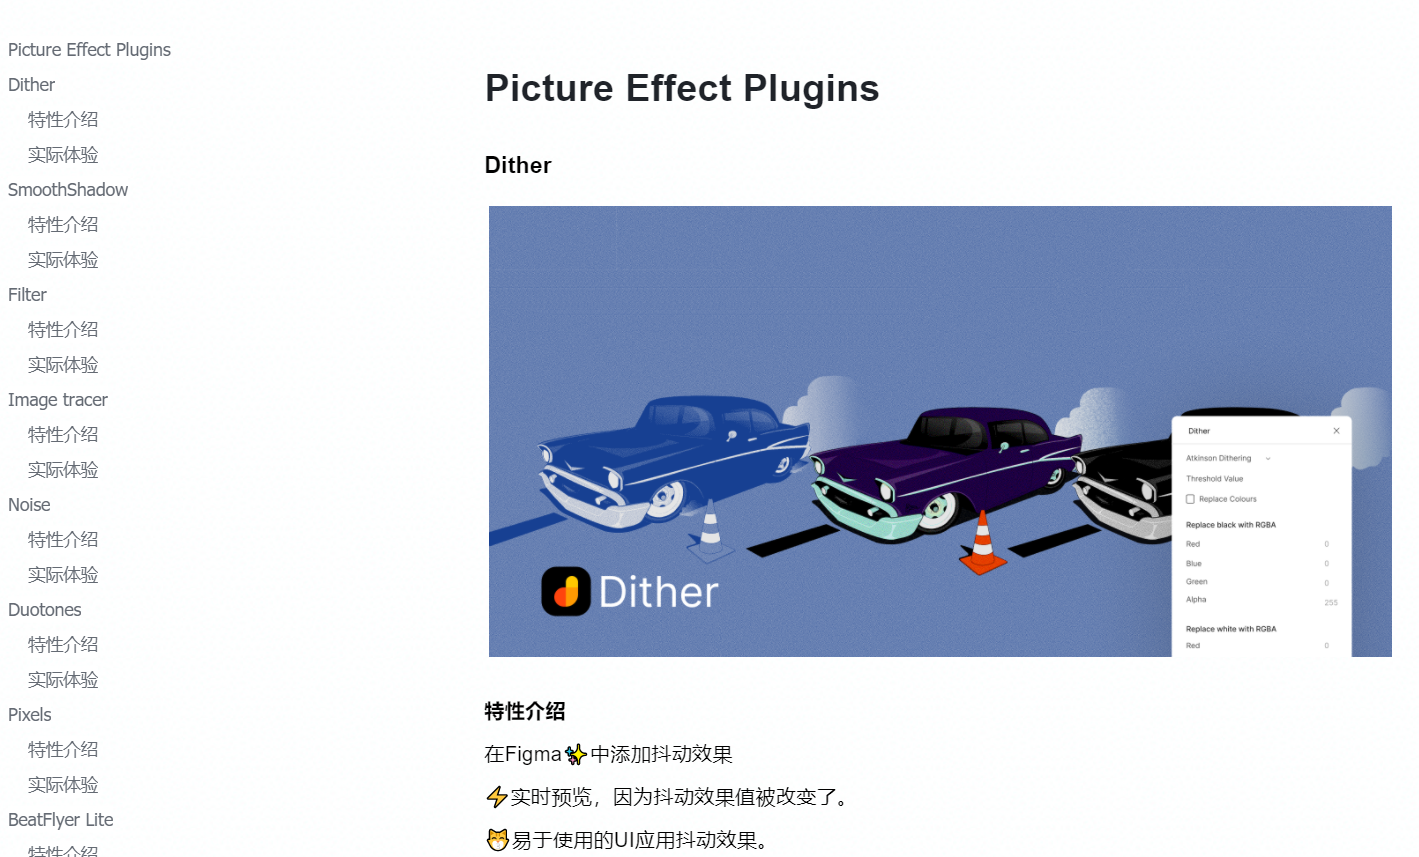 Picture Effect Plugins
Dither
特性介绍
实际体验
SmoothShadow
特性介绍
实际体验
Filter
特性介绍
实际体验
Image tracer
特性介绍
实际体验
Noise
特性介绍
实际体验
Duotones
特性介绍
实际体验
Pixels
特性介绍
实际体验
BeatFlyer Lite
特性介绍
Picture Effect Plugins
Dither
Dither
Dither
Atkinson Dithering
Threshold Value
Replace Colours
Replace black with RGBA
Red 0
Blue 0
Green 0
Alpha 255
Replace white with RGBA
Red 0
特性介绍
在Figma✨中添加抖动效果
⚡实时预览，因为抖动效果值被改变了。
😸易于使用的UI应用抖动效果。